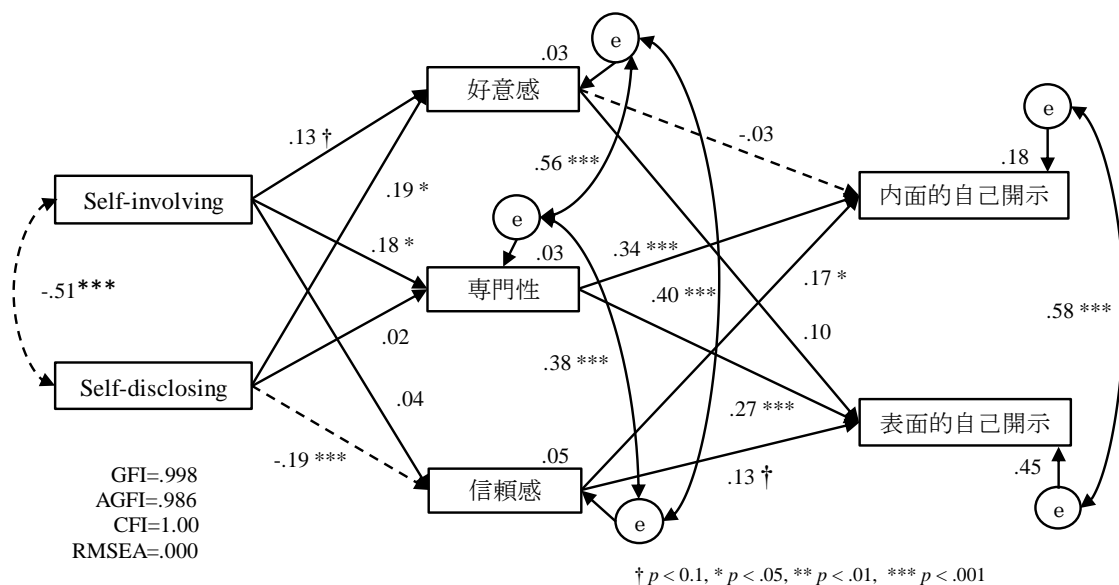 e
.03
好意感
e
.13 †
-.03
.18
.56 ***
Self-involving
.19 *
内面的自己開示
e
.18 *
.03
.34 ***
専門性
.17 *
-.51***
.40 ***
.58 ***
.02
.10
.38 ***
Self-disclosing
.04
.27 ***
表面的自己開示
-.19 ***
.05
.45
GFI=.998
信頼感
.13 †
AGFI=.986
e
e
CFI=1.00
RMSEA=.000
† p < 0.1, * p < .05, ** p < .01, *** p < .001